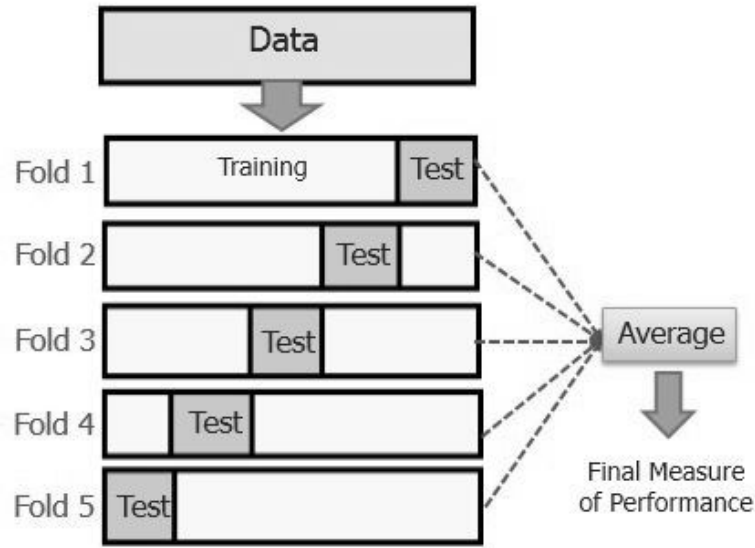 Data
Fold 1
Training
Test
Fold 2
Test
Fold 3
Test
Fold 4
Test
Fold 5
Test
Average
Final Measure
of Performance